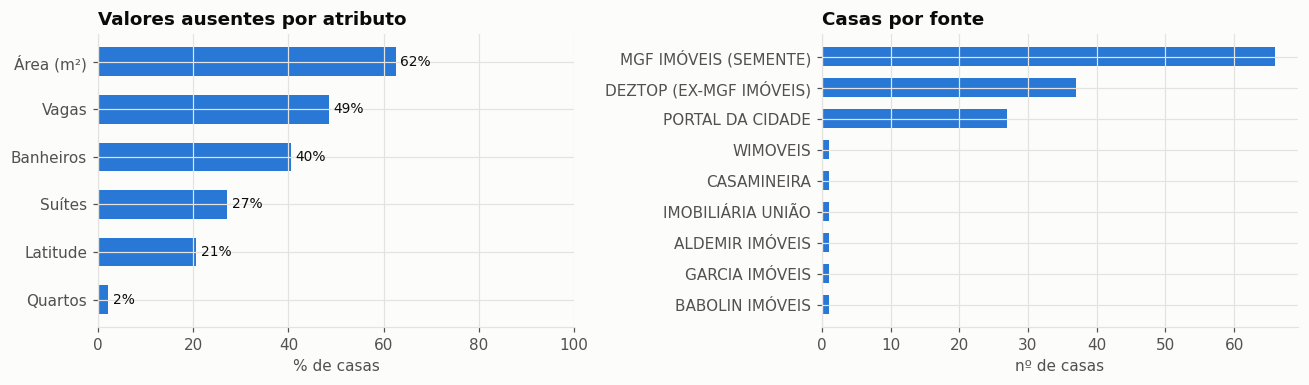 Valores ausentes por atributo
Área (m²)
62%
Vagas
49%
Banheiros
40%
Suítes
27%
Latitude
21%
Quartos
2%
0 20 40 60 80 100
% de casas
Casas por fonte
MGF IMÓVEIS (SEMENTE)
DEZTOP (EX-MGF IMÓVEIS)
PORTAL DA CIDADE
WIMOVEIS
CASAMINEIRA
IMOBILIÁRIA UNIÃO
ALDEMIR IMÓVEIS
GARCIA IMÓVEIS
BABOLIN IMÓVEIS
0 10 20 30 40 50 60
nº de casas